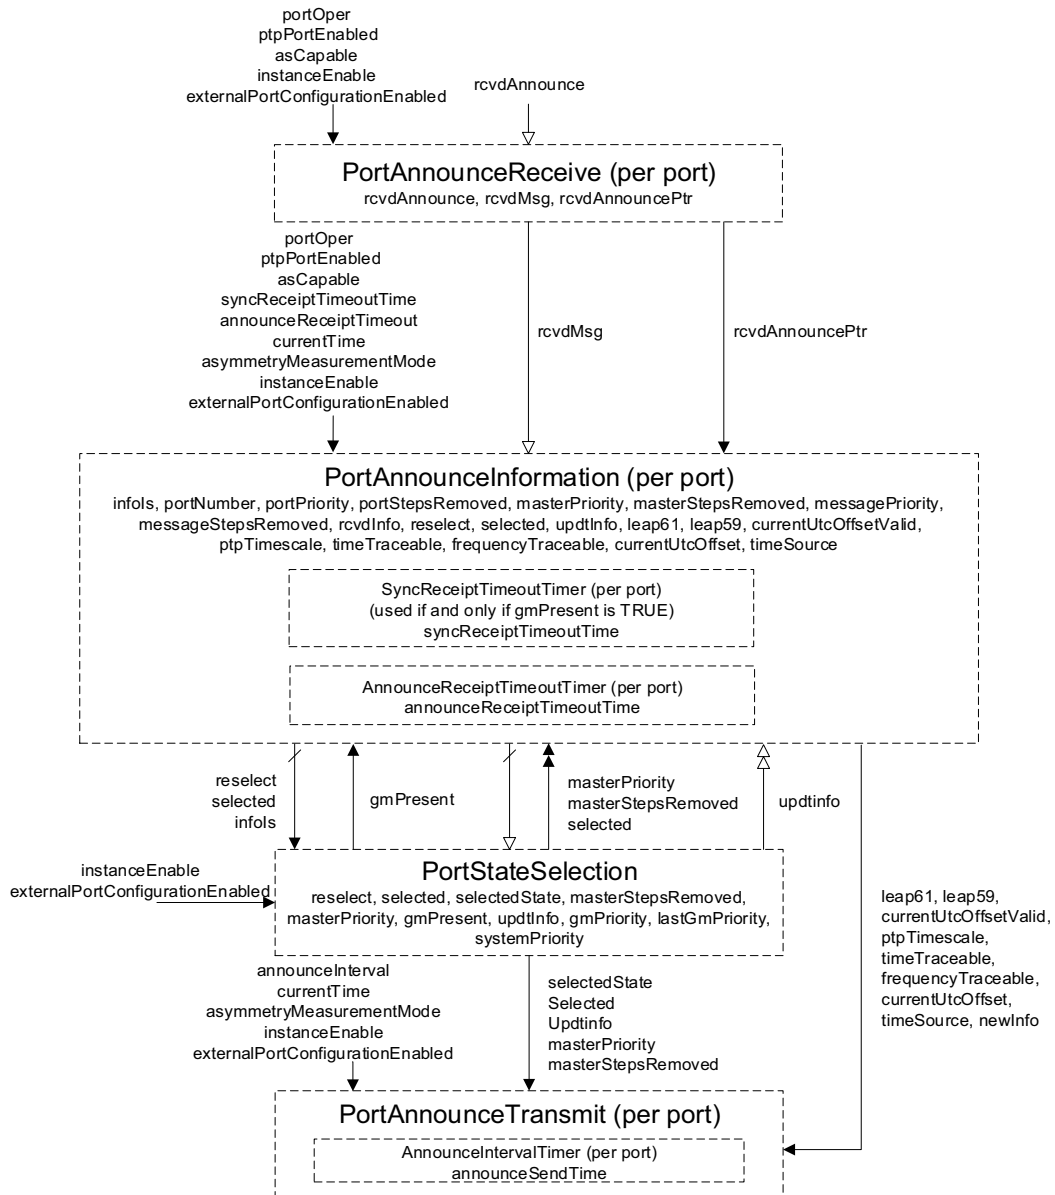 portOper
ptpPortEnabled
asCapable
instanceEnable
externalPortConfigurationEnabled
rcvdAnnounce
PortAnnounceReceive (per port)
rcvdAnnounce, rcvdMsg, rcvdAnnouncePtr
portOper
ptpPortEnabled
asCapable
syncReceiptTimeoutTime
announceReceiptTimeout
currentTime
asymmetryMeasurementMode
instanceEnable
externalPortConfigurationEnabled
rcvdMsg
rcvdAnnouncePtr
PortAnnounceInformation (per port)
infoIs, portNumber, portPriority, portStepsRemoved, masterPriority, masterStepsRemoved, messagePriority,
messageStepsRemoved, rcvdInfo, reselect, selected, updtInfo, leap61, leap59, currentUtcOffsetValid,
ptpTimescale, timeTraceable, frequencyTraceable, currentUtcOffset, timeSource
SyncReceiptTimeoutTimer (per port)
(used if and only if gmPresent is TRUE)
syncReceiptTimeoutTime
AnnounceReceiptTimeoutTimer (per port)
announceReceiptTimeoutTime
reselect
selected
infoIs
gmPresent
masterPriority
masterStepsRemoved
selected
updtinfo
instanceEnable
externalPortConfigurationEnabled
PortStateSelection
reselect, selected, selectedState, masterStepsRemoved,
masterPriority, gmPresent, updtInfo, gmPriority, lastGmPriority,
systemPriority
leap61, leap59,
currentUtcOffsetValid,
ptpTimescale,
timeTraceable,
frequencyTraceable,
currentUtcOffset,
timeSource, newInfo
announceInterval
currentTime
asymmetryMeasurementMode
instanceEnable
externalPortConfigurationEnabled
selectedState
Selected
Updtinfo
masterPriority
masterStepsRemoved
PortAnnounceTransmit (per port)
AnnounceIntervalTimer (per port)
announceSendTime